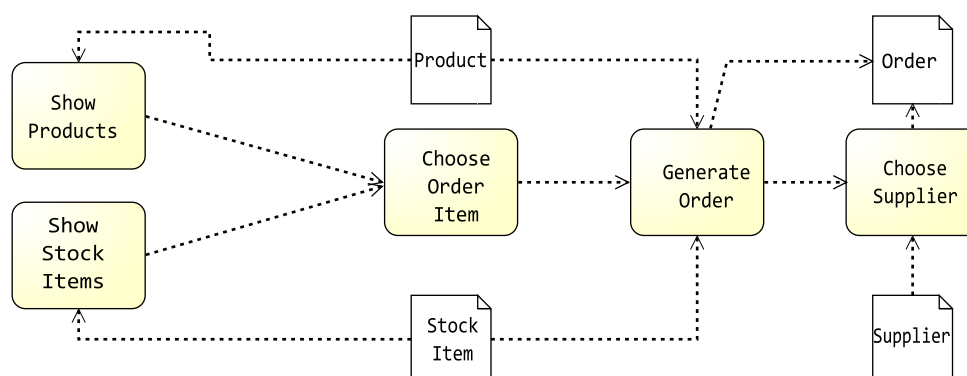 Product
Order
Show
Products
Choose
Order
Item
Generate
Order
Choose
Supplier
Show
Stock
Items
Stock
Item
Supplier